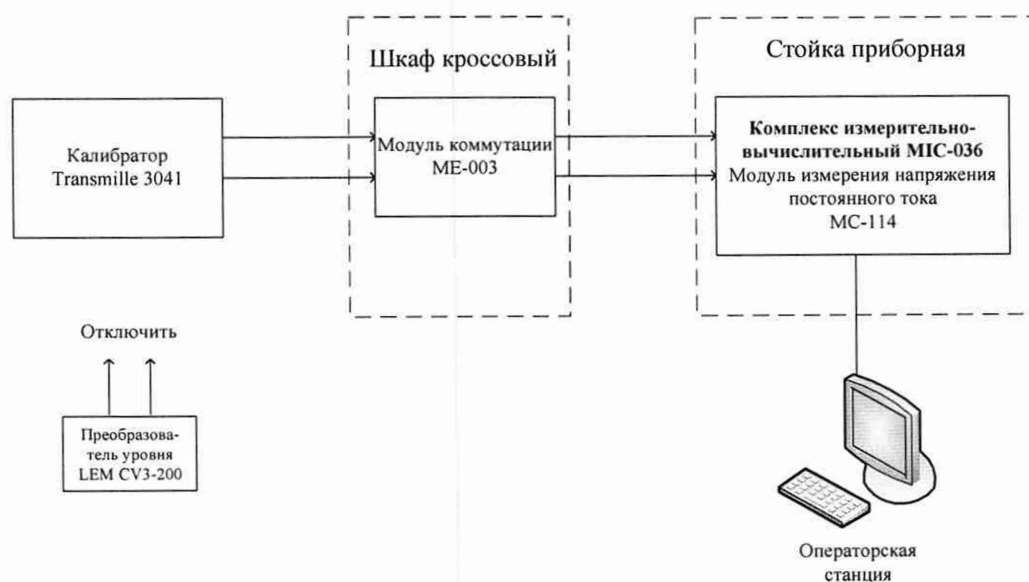 Шкаф кроссовый
Стойка приборная
Калибратор
Transmille 3041
Модуль коммутации
МЕ-003
Комплекс измерительно-
вычислительный MIC-036
Модуль измерения напряжения
постоянного тока
МС-114
Отключить
Преобразова-
тель уровня
LEM CV3-200
Операторская
станция